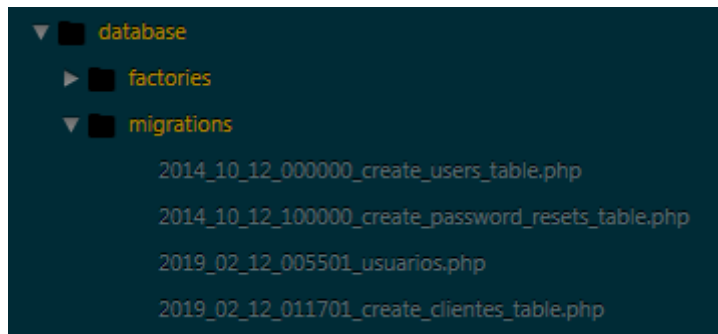 database
factories
migrations
2014_10_12_000000_create_users_table.php
2014_10_12_100000_create_password_resets_table.php
2019_02_12_005501_usuarios.php
2019_02_12_011701_create_clientes_table.php